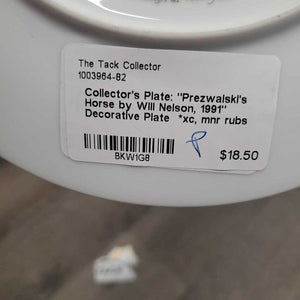 The Tack Collector
1003964-82
Collector's Plate: "Prezwalski's
Horse by Will Nelson, 1991"
Decorative Plate *xc, mnr rubs
BKW1G8
$18.50